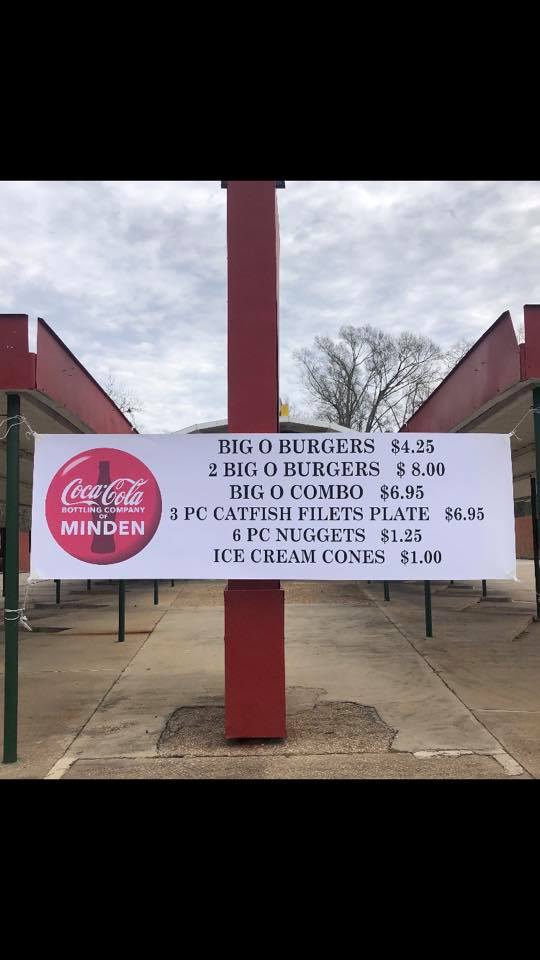 Coca-Cola
BOTTLING COMPANY
OF
MINDEN
BIG O BURGERS $4.25
2 BIG O BURGERS $ 8.00
BIG O COMBO $6.95
3 PC CATFISH FILETS PLATE $6.95
6 PC NUGGETS $1.25
ICE CREAM CONES $1.00